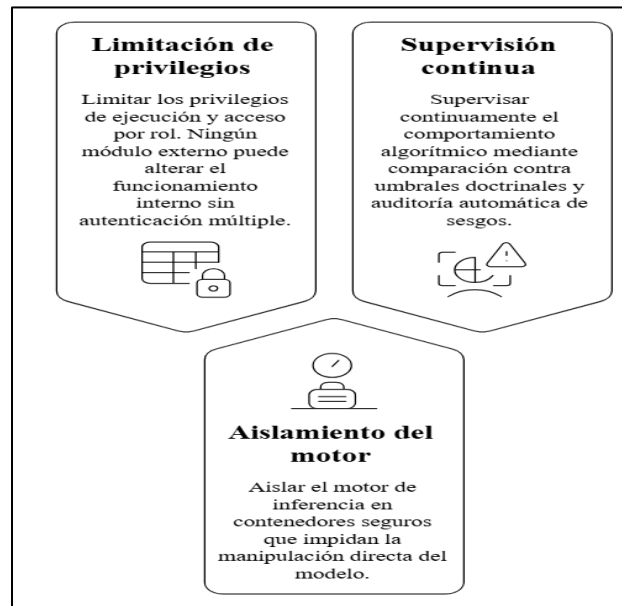 Limitación de
privilegios
Limitar los privilegios
de ejecución y acceso
por rol. Ningún
módulo externo puede
alterar el
funcionamiento
interno sin
autenticación múltiple.
Supervisión
continua
Supervisar
continuamente el
comportamiento
algorítmico mediante
comparación contra
umbrales doctrinales y
auditoría automática de
sesgos.
Aislamiento del
motor
Aislar el motor de
inferencia en
contenedores seguros
que impidan la
manipulación directa del
modelo.